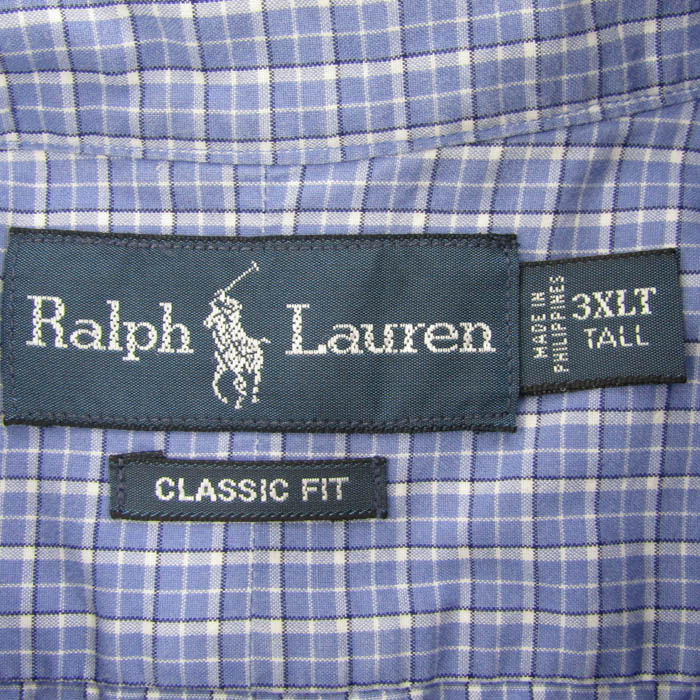 Ralph Lauren
MADE IN
PHILIPPINES
3XLT
TALL
CLASSIC FIT